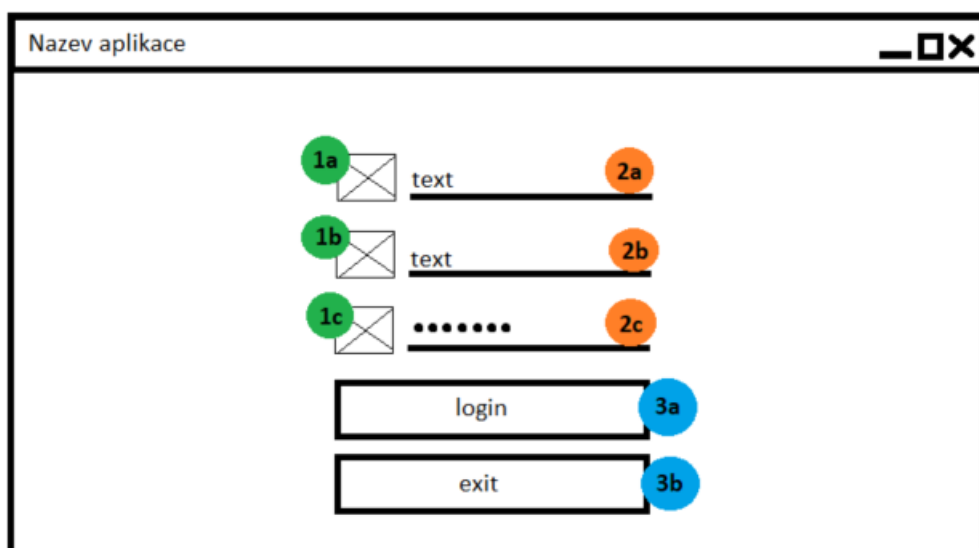 Nazev aplikace
1a text 2a
1b text 2b
1c ••••••• 2c
login 3a
exit 3b